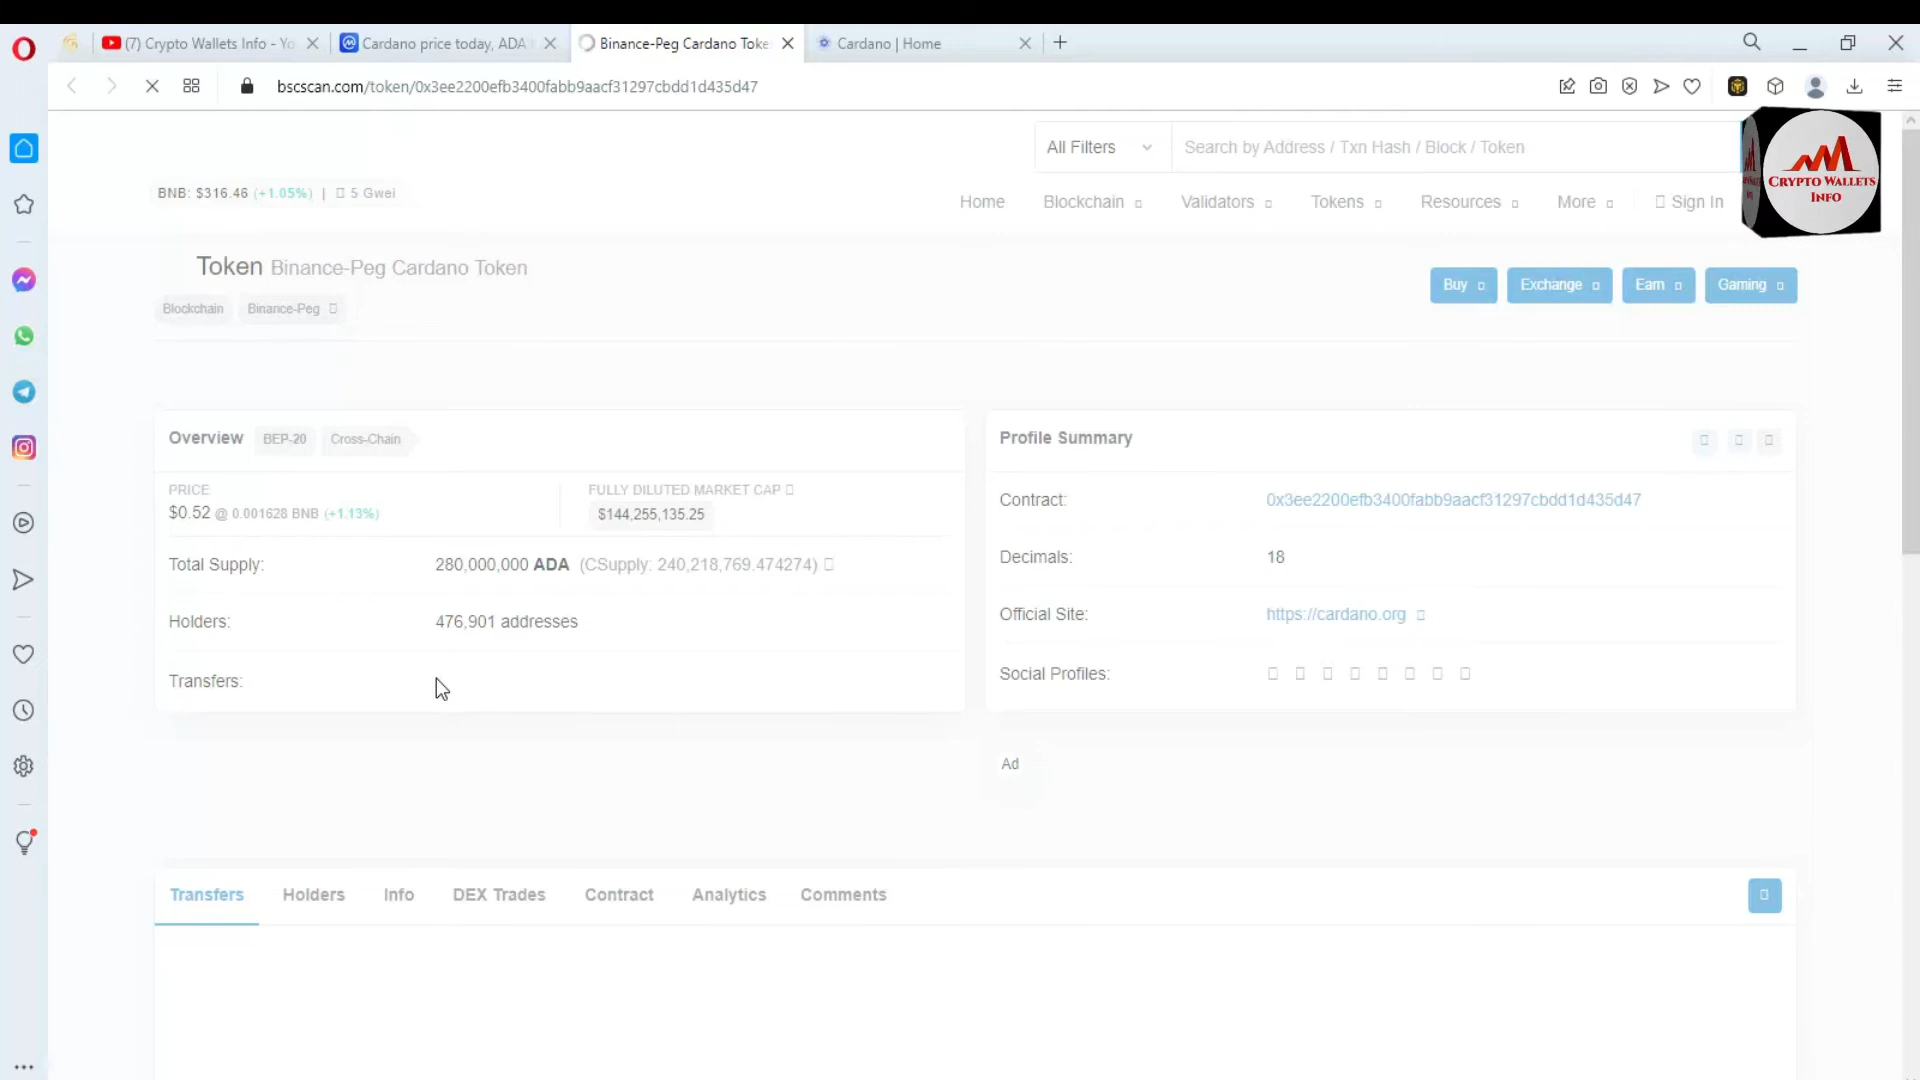 (7) Crypto Wallets Info - Yo
Cardano price today, ADA
Binance-Peg Cardano Toke
Cardano | Home
bscscan.com/token/0x3ee2200efb3400fabb9aacf31297cbdd1d435d47
All Filters
Search by Address / Txn Hash / Block / Token
CRYPTO WALLETS
INFO
BNB: $316.46 (+1.05%) | 5 Gwei
Home Blockchain Validators Tokens Resources More Sign In
Token Binance-Peg Cardano Token
Buy Exchange Earn Gaming
Blockchain Binance-Peg
Overview BEP-20 Cross-Chain
PRICE
$0.52 @ 0.001628 BNB (+1.13%)
FULLY DILUTED MARKET CAP
$144,255,135.25
Total Supply: 280,000,000 ADA (CSupply: 240,218,769.474274)
Holders: 476,901 addresses
Transfers:
Profile Summary
Contract: 0x3ee2200efb3400fabb9aacf31297cbdd1d435d47
Decimals: 18
Official Site: https://cardano.org
Social Profiles:
Ad
Transfers Holders Info DEX Trades Contract Analytics Comments